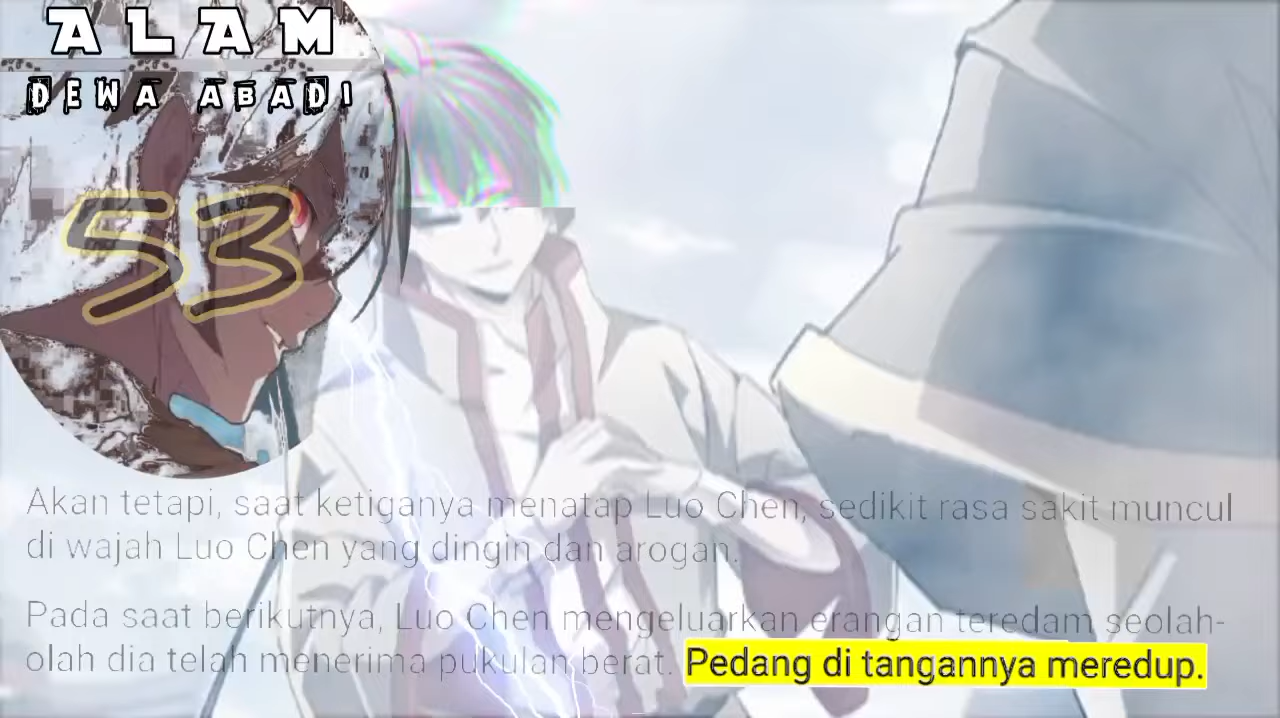 ALAM
DEWA ABADI
53
Akan tetapi, saat ketiganya menatap Luo Chen, sedikit rasa sakit muncul
di wajah Luo Chen yang dingin dan arogan.
Pada saat berikutnya, Luo Chen mengeluarkan erangan teredam seolah-
olah dia telah menerima pukulan berat. Pedang di tangannya meredup.